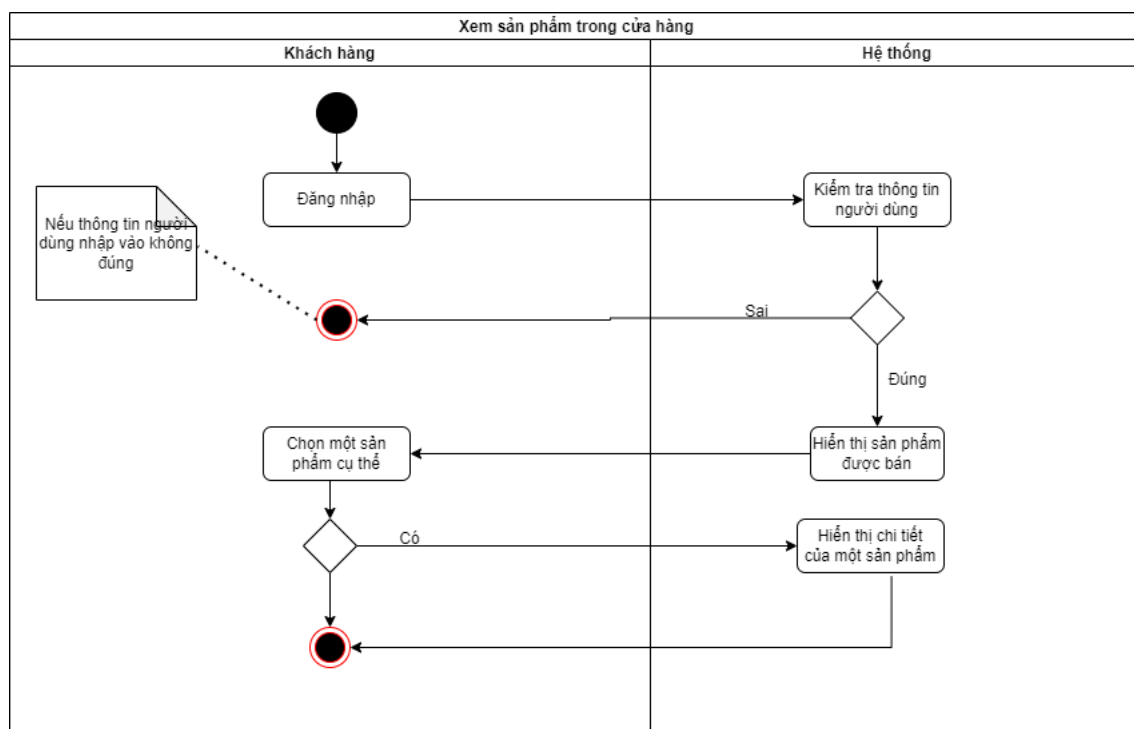 Xem sản phẩm trong cửa hàng
Khách hàng
Hệ thống
Đăng nhập
Kiểm tra thông tin
người dùng
Nếu thông tin người
dùng nhập vào không
đúng
Sai
Đúng
Chọn một sản
phẩm cụ thể
Hiển thị sản phẩm
được bán
Có
Hiển thị chi tiết
của một sản phẩm